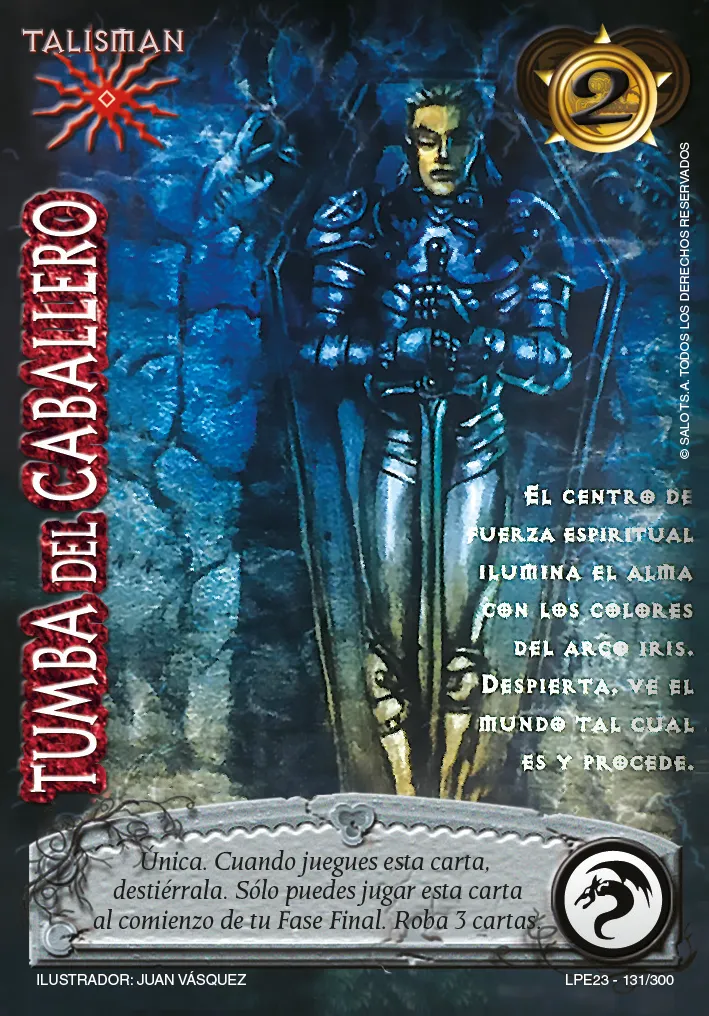 TALISMAN
2
© SALO T S.A. TODOS LOS DERECHOS RESERVADOS
TUMBA DEL CABALLERO
EL CENTRO DE
FUERZA ESPIRITUAL
ILUMINA EL ALMA
CON LOS COLORES
DEL ARCO IRIS.
DESPIERTA, VE EL
MUNDO TAL CUAL
ES Y PROCEDE.
Única. Cuando juegues esta carta,
destiérrala. Sólo puedes jugar esta carta
al comienzo de tu Fase Final. Roba 3 cartas.
ILUSTRADOR: JUAN VÁSQUEZ
LPE23 - 131/300